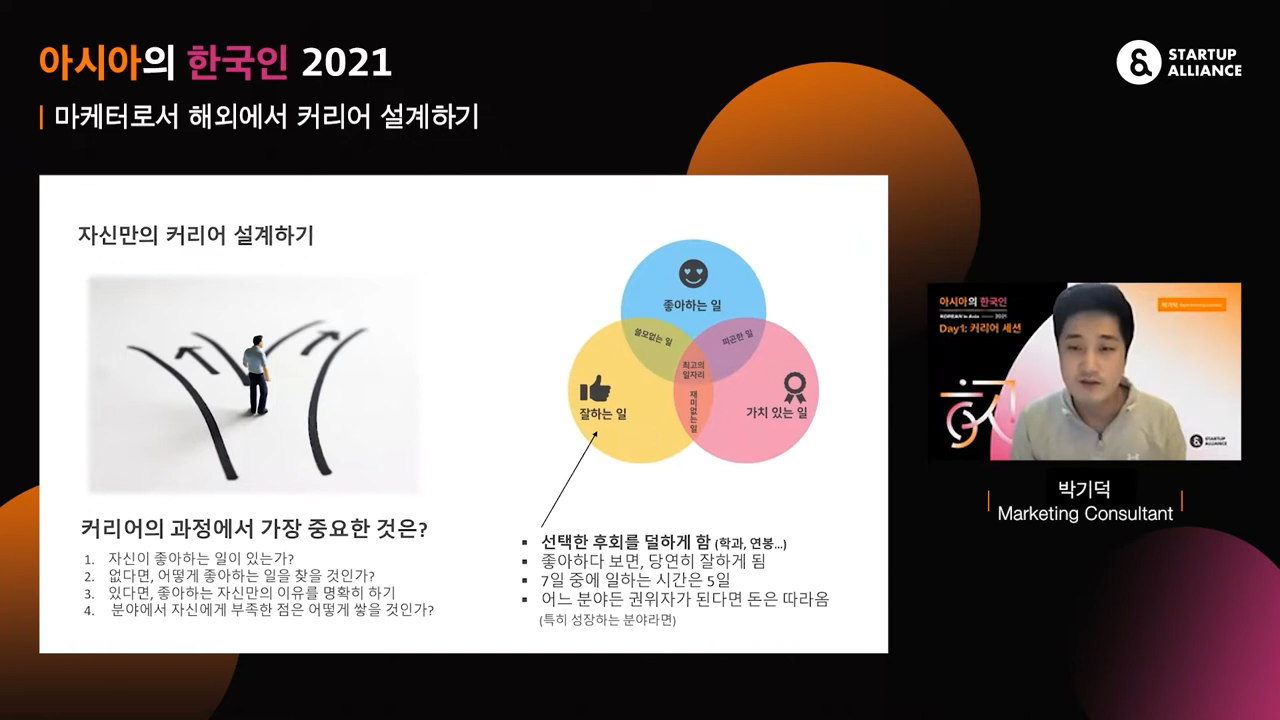 아시아의 한국인 2021
마케터로서 해외에서 커리어 설계하기
STARTUP
ALLIANCE
자신만의 커리어 설계하기
좋아하는 일
쓸모없는 일
비관한 일
최고의
일자리
잘하는 일
재미없는 일
가치 있는 일
커리어의 과정에서 가장 중요한 것은?
1. 자신이 좋아하는 일이 있는가?
2. 없다면, 어떻게 좋아하는 일을 찾을 것인가?
3. 있다면, 좋아하는 자신만의 이유를 명확히 하기
4. 분야에서 자신에게 부족한 점은 어떻게 쌓을 것인가?
▪ 선택한 후회를 덜하게 함 (학과, 연봉...)
▪ 좋아하다 보면, 당연히 잘하게 됨
▪ 7일 중에 일하는 시간은 5일
▪ 어느 분야든 권위자가 된다면 돈은 따라옴
(특히 성장하는 분야라면)
아시아의 한국인
KOREAN in Asia 2021
Day1: 커리어 세션
박기덕
STARTUP
ALLIANCE
박기덕
Marketing Consultant